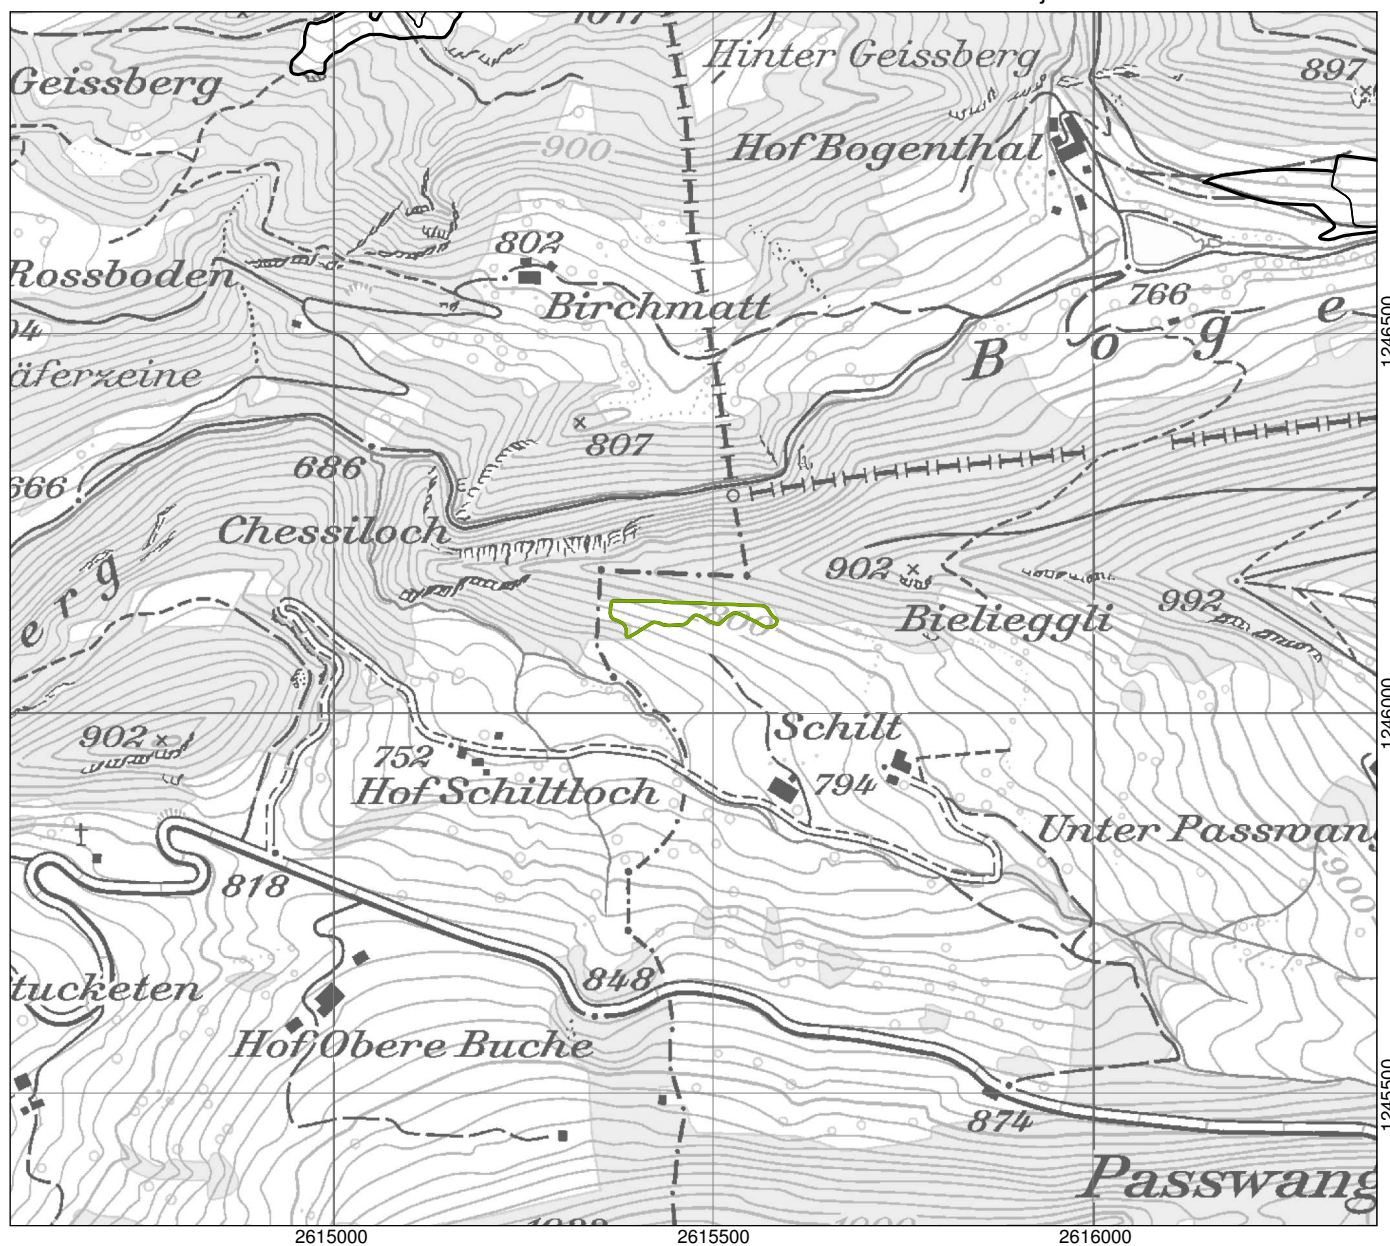 Hinter Geissberg
897
Geissberg
Hof Bogenthal
900
802
Rossboden
Birchmatt
766
B o g e
äferzeine
807
686
666
Chessiloch
902
Bielieggli
992
800
e r g
Schilt
902
752
794
Hof Schiltloch
Unter Passwang
818
900
848
tucketen
Hof Obere Buche
874
Passwang
1246500
1246000
1245500
2615000
2615500
2616000